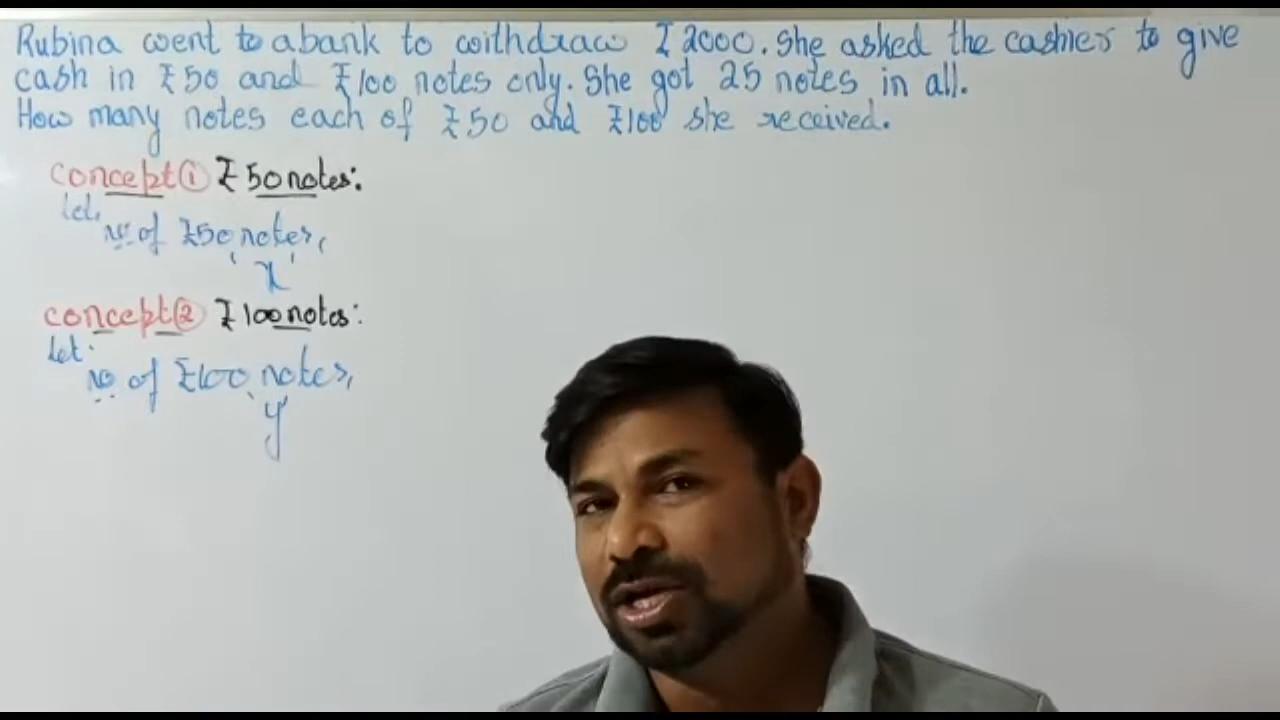 Rubina went to a bank to withdraw ₹2000. She asked the cashier to give
cash in ₹50 and ₹100 notes only. She got 25 notes in all.
How many notes each of ₹50 and ₹100 she received.
concept① ₹50 notes:
let,
no of ₹50 notes,
'x'
concept② ₹100 notes:
let.
no of ₹100 notes,
'y'